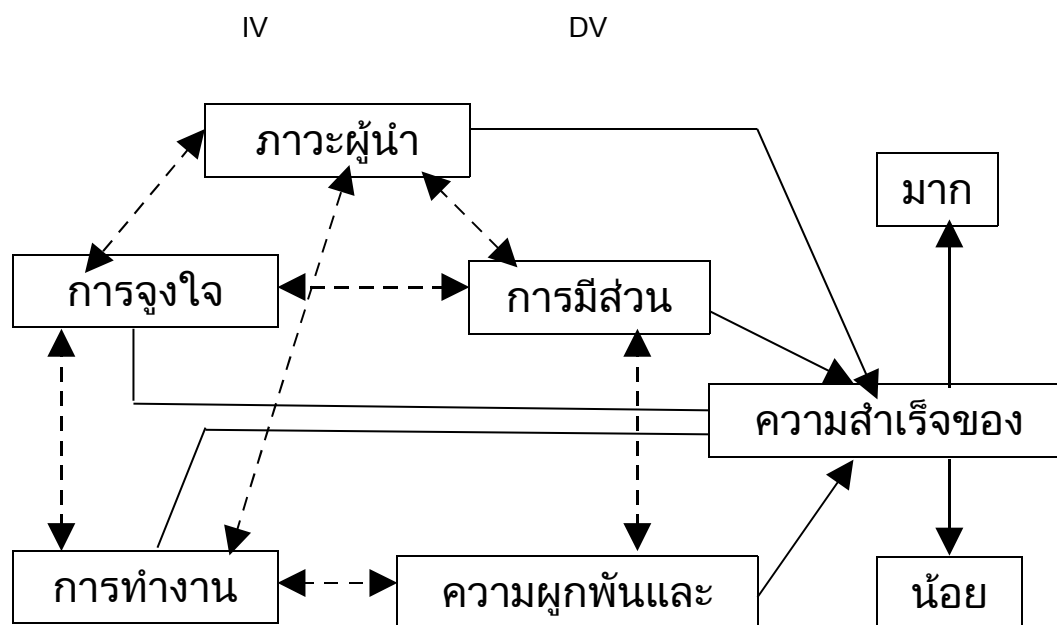 IV DV
ภาวะผู้นำ
มาก
การจูงใจ
การมีส่วน
ความสำเร็จของ
การทำงาน
ความผูกพันและ
น้อย